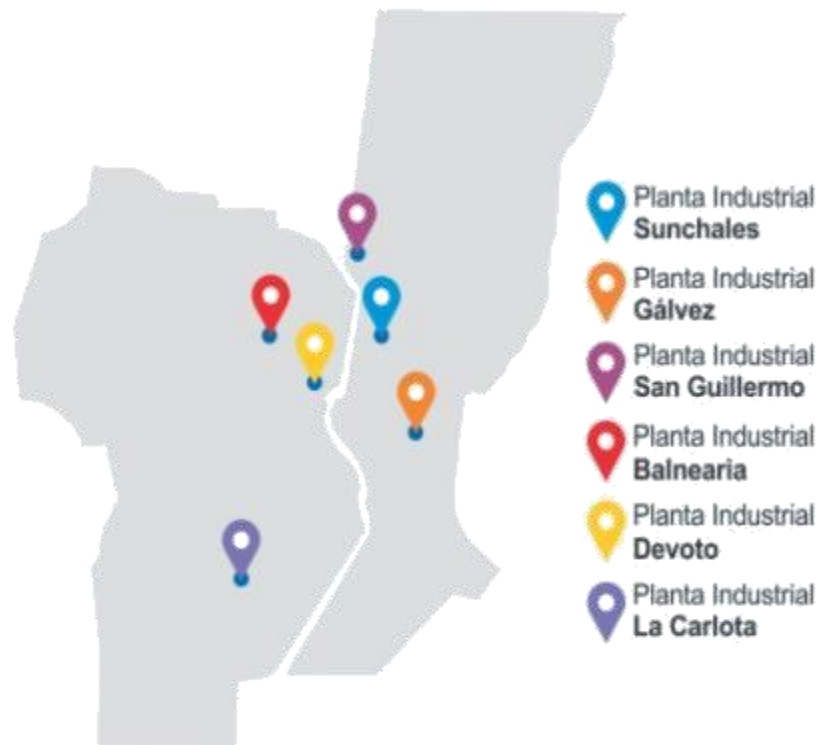 Planta Industrial
Sunchales
Planta Industrial
Gálvez
Planta Industrial
San Guillermo
Planta Industrial
Balnearia
Planta Industrial
Devoto
Planta Industrial
La Carlota